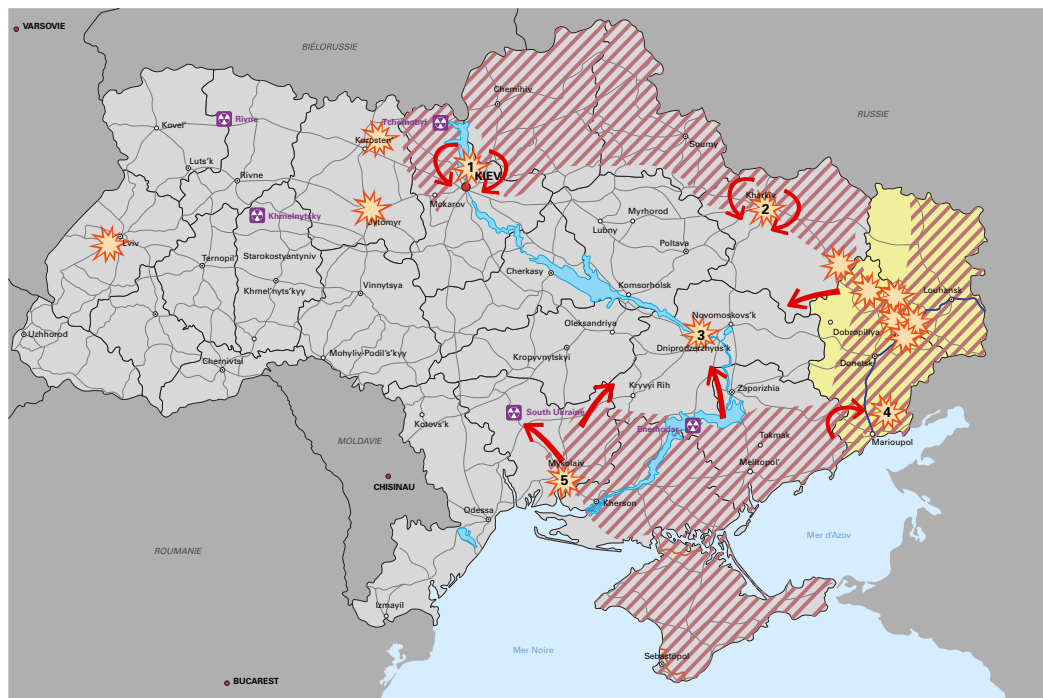 VARSOVIE
BIÉLORUSSIE
Chernihiv
RUSSIE
Kovel'
Rivne
Tchernobyl
Korosten
Soumy
1
KIEV
Luts'k
Rivne
Kharkiv
2
Mokarov
Khmelnytsky
Jytomyr
Myrhorod
Lubny
Lviv
Poltava
Starokostyantyniv
Ternopil'
Cherkasy
Khmel'nyts'kyy
Vinnytsya
Komsorholsk
Louhansk
Novomoskovs'k
Oleksandriya
Uzhhorod
Dobropillya
3
Dniprodzerzhyns'k
Mohyliv-Podil's'kyy
Kropyvnytskyi
Chernivtsi
Donetsk
Kryvyi Rih
Zaporizhia
South Ukraine
4
Kotovs'k
Enemodar
Tokmak
MOLDAVIE
Marioupol
Mykolaiv
Melitopol'
5
CHISINAU
Kherson
Odessa
Mer d'Azov
ROUMANIE
Izmayil
Mer Noire
Sebastopol
BUCAREST